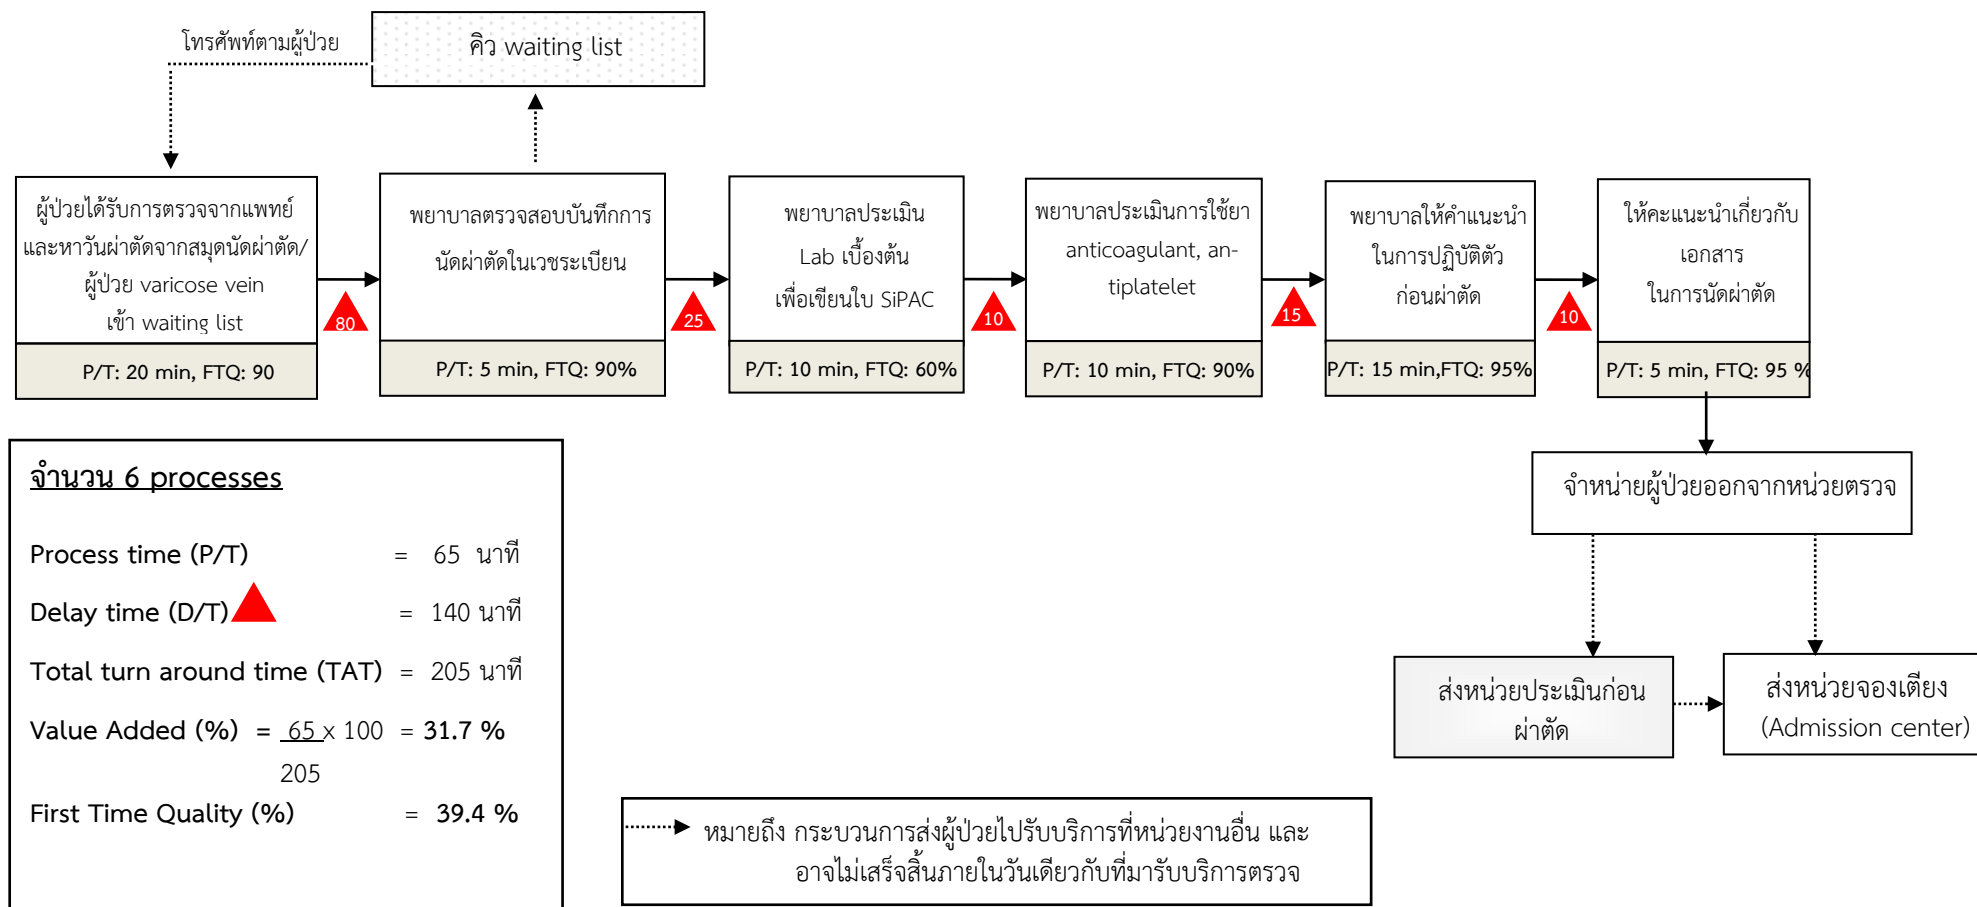 โทรศัพท์ตามผู้ป่วย
คิว waiting list
ผู้ป่วยได้รับการตรวจจากแพทย์
และหาวันผ่าตัดจากสมุดนัดผ่าตัด/
ผู้ป่วย varicose vein
เข้า waiting list
P/T: 20 min, FTQ: 90
80
พยาบาลตรวจสอบบันทึกการ
นัดผ่าตัดในเวชระเบียน
P/T: 5 min, FTQ: 90%
25
พยาบาลประเมิน
Lab เบื้องต้น
เพื่อเขียนใบ SiPAC
P/T: 10 min, FTQ: 60%
10
พยาบาลประเมินการใช้ยา
anticoagulant, an-
tiplatelet
P/T: 10 min, FTQ: 90%
15
พยาบาลให้คำแนะนำ
ในการปฏิบัติตัว
ก่อนผ่าตัด
P/T: 15 min,FTQ: 95%
10
ให้คะแนะนำเกี่ยวกับ
เอกสาร
ในการนัดผ่าตัด
P/T: 5 min, FTQ: 95 %
จำหน่ายผู้ป่วยออกจากหน่วยตรวจ
ส่งหน่วยประเมินก่อน
ผ่าตัด
ส่งหน่วยจองเตียง
(Admission center)
จำนวน 6 processes
Process time (P/T) = 65 นาที
Delay time (D/T) = 140 นาที
Total turn around time (TAT) = 205 นาที
Value Added (%) = 65 x 100 = 31.7 %
205
First Time Quality (%) = 39.4 %
หมายถึง กระบวนการส่งผู้ป่วยไปรับบริการที่หน่วยงานอื่น และ
อาจไม่เสร็จสิ้นภายในวันเดียวกับที่มารับบริการตรวจ